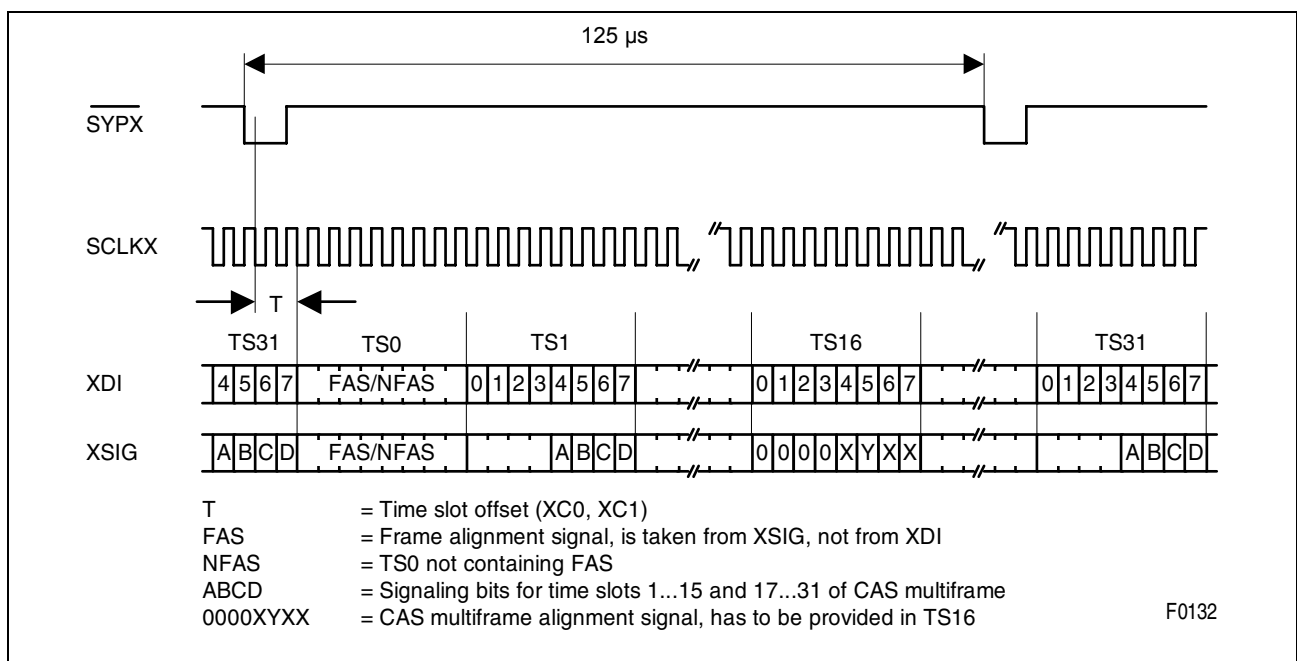 125 µs
SYPX
SCLKX
T
TS31 TS0 TS1 TS16 TS31
XDI 4 5 6 7 FAS/NFAS 0 1 2 3 4 5 6 7 0 1 2 3 4 5 6 7 0 1 2 3 4 5 6 7
XSIG A B C D FAS/NFAS A B C D 0 0 0 0 X Y X X A B C D
T = Time slot offset (XC0, XC1)
FAS = Frame alignment signal, is taken from XSIG, not from XDI
NFAS = TS0 not containing FAS
ABCD = Signaling bits for time slots 1...15 and 17...31 of CAS multiframe
0000XYXX = CAS multiframe alignment signal, has to be provided in TS16
F0132